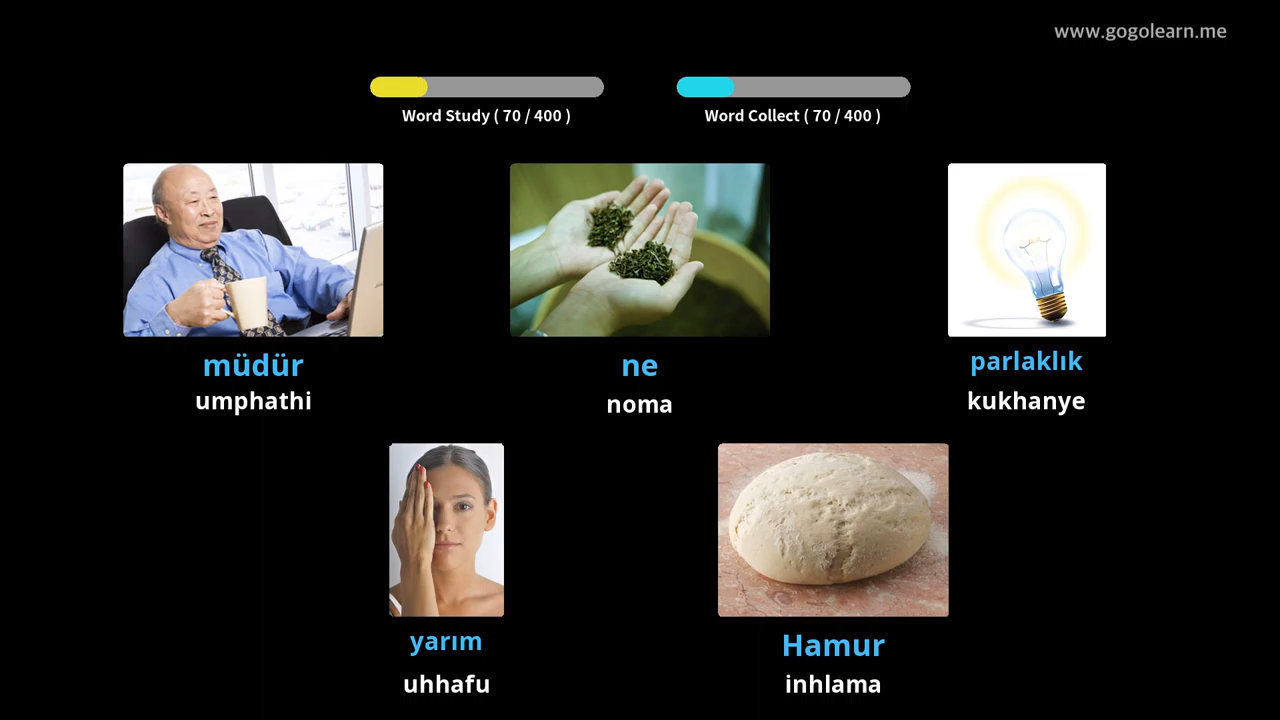 www.gogolearn.me
Word Study ( 70 / 400 )
Word Collect ( 70 / 400 )
müdür
umphathi
ne
noma
parlaklık
kukhanye
yarım
uhhafu
Hamur
inhlama